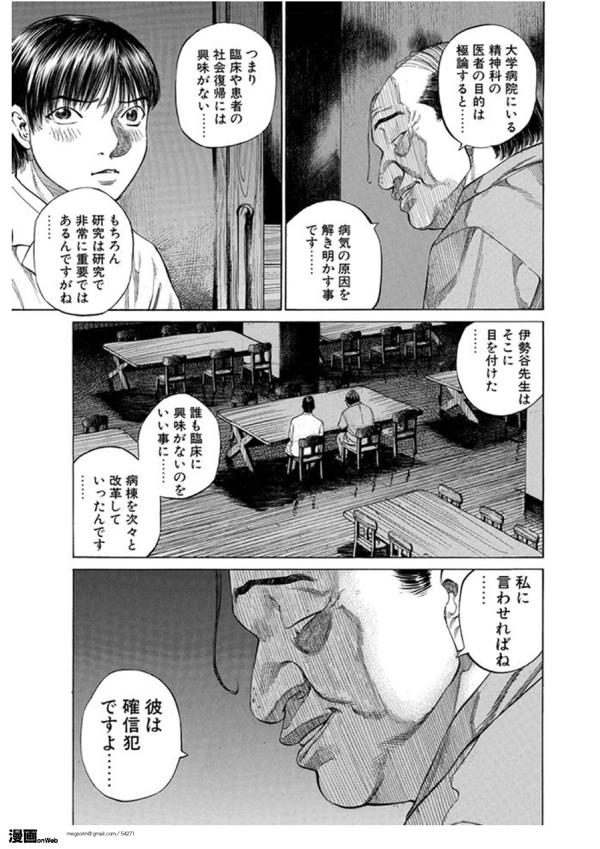 大学病院にいる
精神科の
医者の目的は
極論すると…
病気の原因を
解き明かす事
です……
つまり
臨床や患者の
社会復帰には
興味がない…
もちろん
研究は研究で
非常に重要では
あるんですがね
……
伊勢谷先生は
そこに
目を付けた
……
誰も臨床に
興味がないのを
いい事に…
病棟を次々と
改革して
いったんです
……
私に
言わせればね
……
彼は
確信犯
ですよ……
漫画onWeb
megaorin@gmail.com/54271